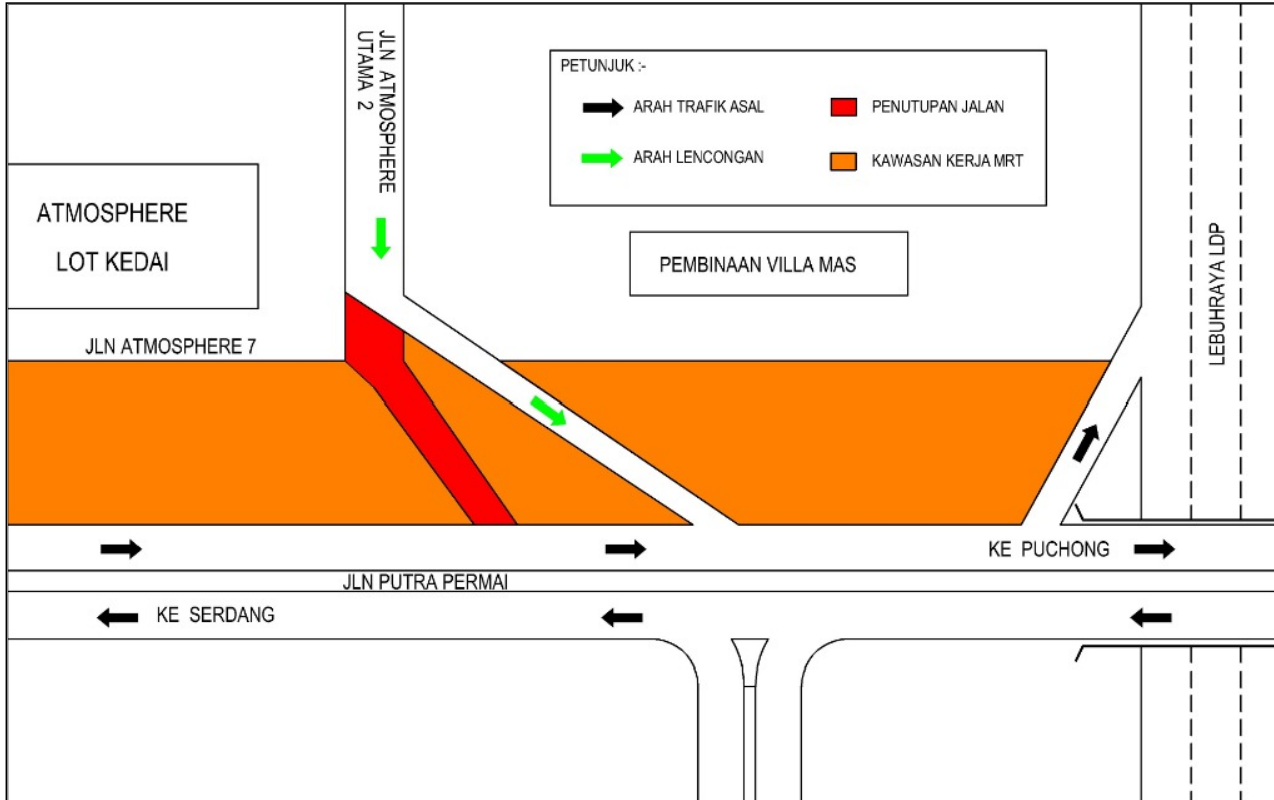 JLN ATMOSPHERE
UTAMA 2
PETUNJUK :-
ARAH TRAFIK ASAL
PENUTUPAN JALAN
ARAH LENCONGAN
KAWASAN KERJA MRT
ATMOSPHERE
LOT KEDAI
PEMBINAAN VILLA MAS
LEBUHRAYA LDP
JLN ATMOSPHERE 7
KE PUCHONG
JLN PUTRA PERMAI
KE SERDANG